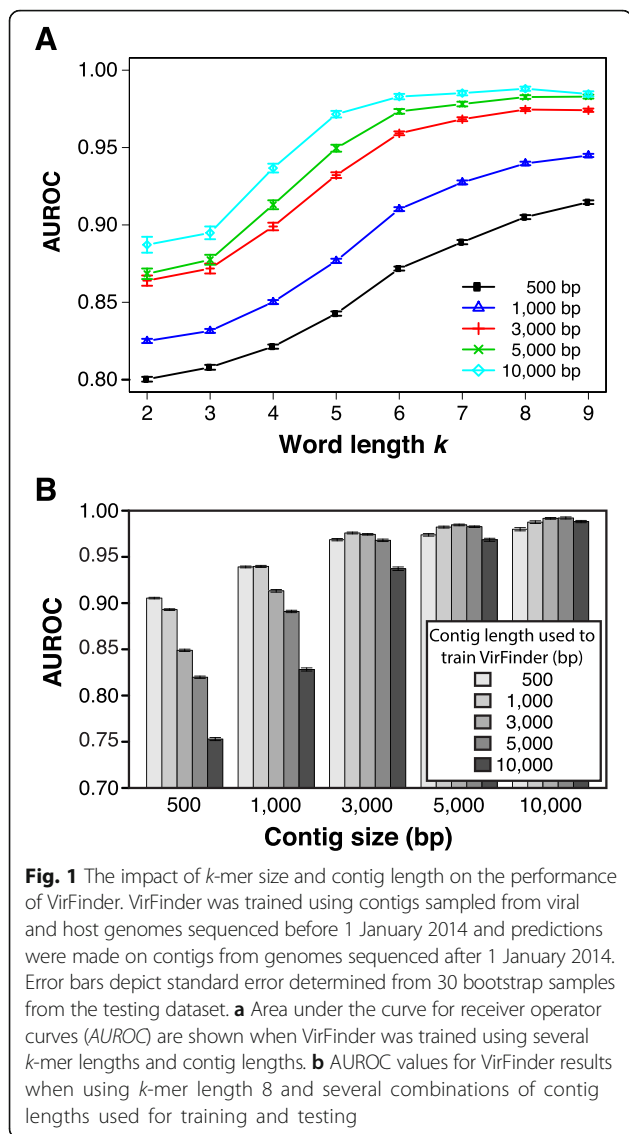 A
1.00
0.95
0.90
0.85
0.80
AUROC
500 bp
1,000 bp
3,000 bp
5,000 bp
10,000 bp
2 3 4 5 6 7 8 9
Word length k
B
1.00
0.95
0.90
0.85
0.80
0.75
0.70
AUROC
Contig length used to
train VirFinder (bp)
500
1,000
3,000
5,000
10,000
500 1,000 3,000 5,000 10,000
Contig size (bp)
Fig. 1 The impact of k-mer size and contig length on the performance
of VirFinder. VirFinder was trained using contigs sampled from viral
and host genomes sequenced before 1 January 2014 and predictions
were made on contigs from genomes sequenced after 1 January 2014.
Error bars depict standard error determined from 30 bootstrap samples
from the testing dataset. a Area under the curve for receiver operator
curves (AUROC) are shown when VirFinder was trained using several
k-mer lengths and contig lengths. b AUROC values for VirFinder results
when using k-mer length 8 and several combinations of contig
lengths used for training and testing